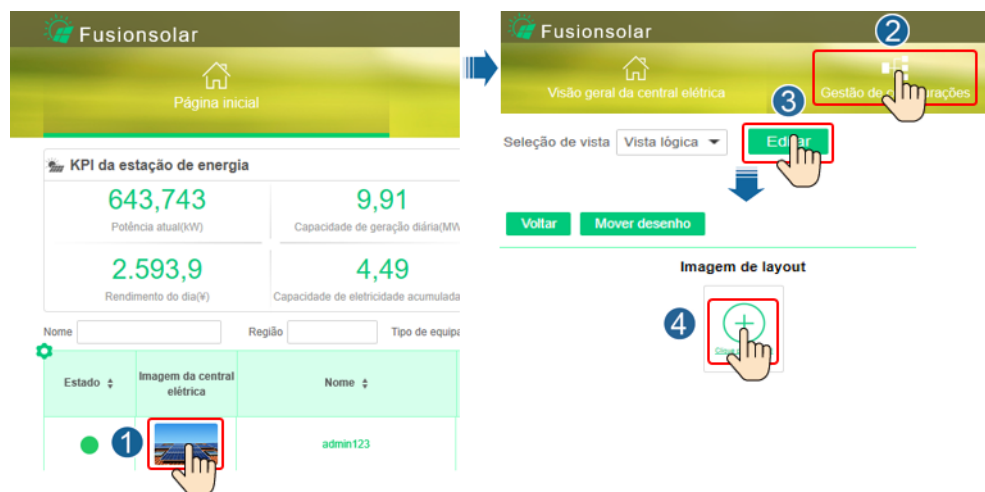 Fusionsolar
Página inicial
KPI da estação de energia
643,743
Potência atual(kW)
9,91
Capacidade de geração diária(MW
2.593,9
Rendimento do dia(¥)
4,49
Capacidade de eletricidade acumulada
Nome
Região
Tipo de equipa
Estado
Imagem da central
elétrica
Nome
1
admin123
Fusionsolar
2
Visão geral da central elétrica
Gestão de
3
Seleção de vista
Vista lógica
Editar
Voltar
Mover desenho
Imagem de layout
4